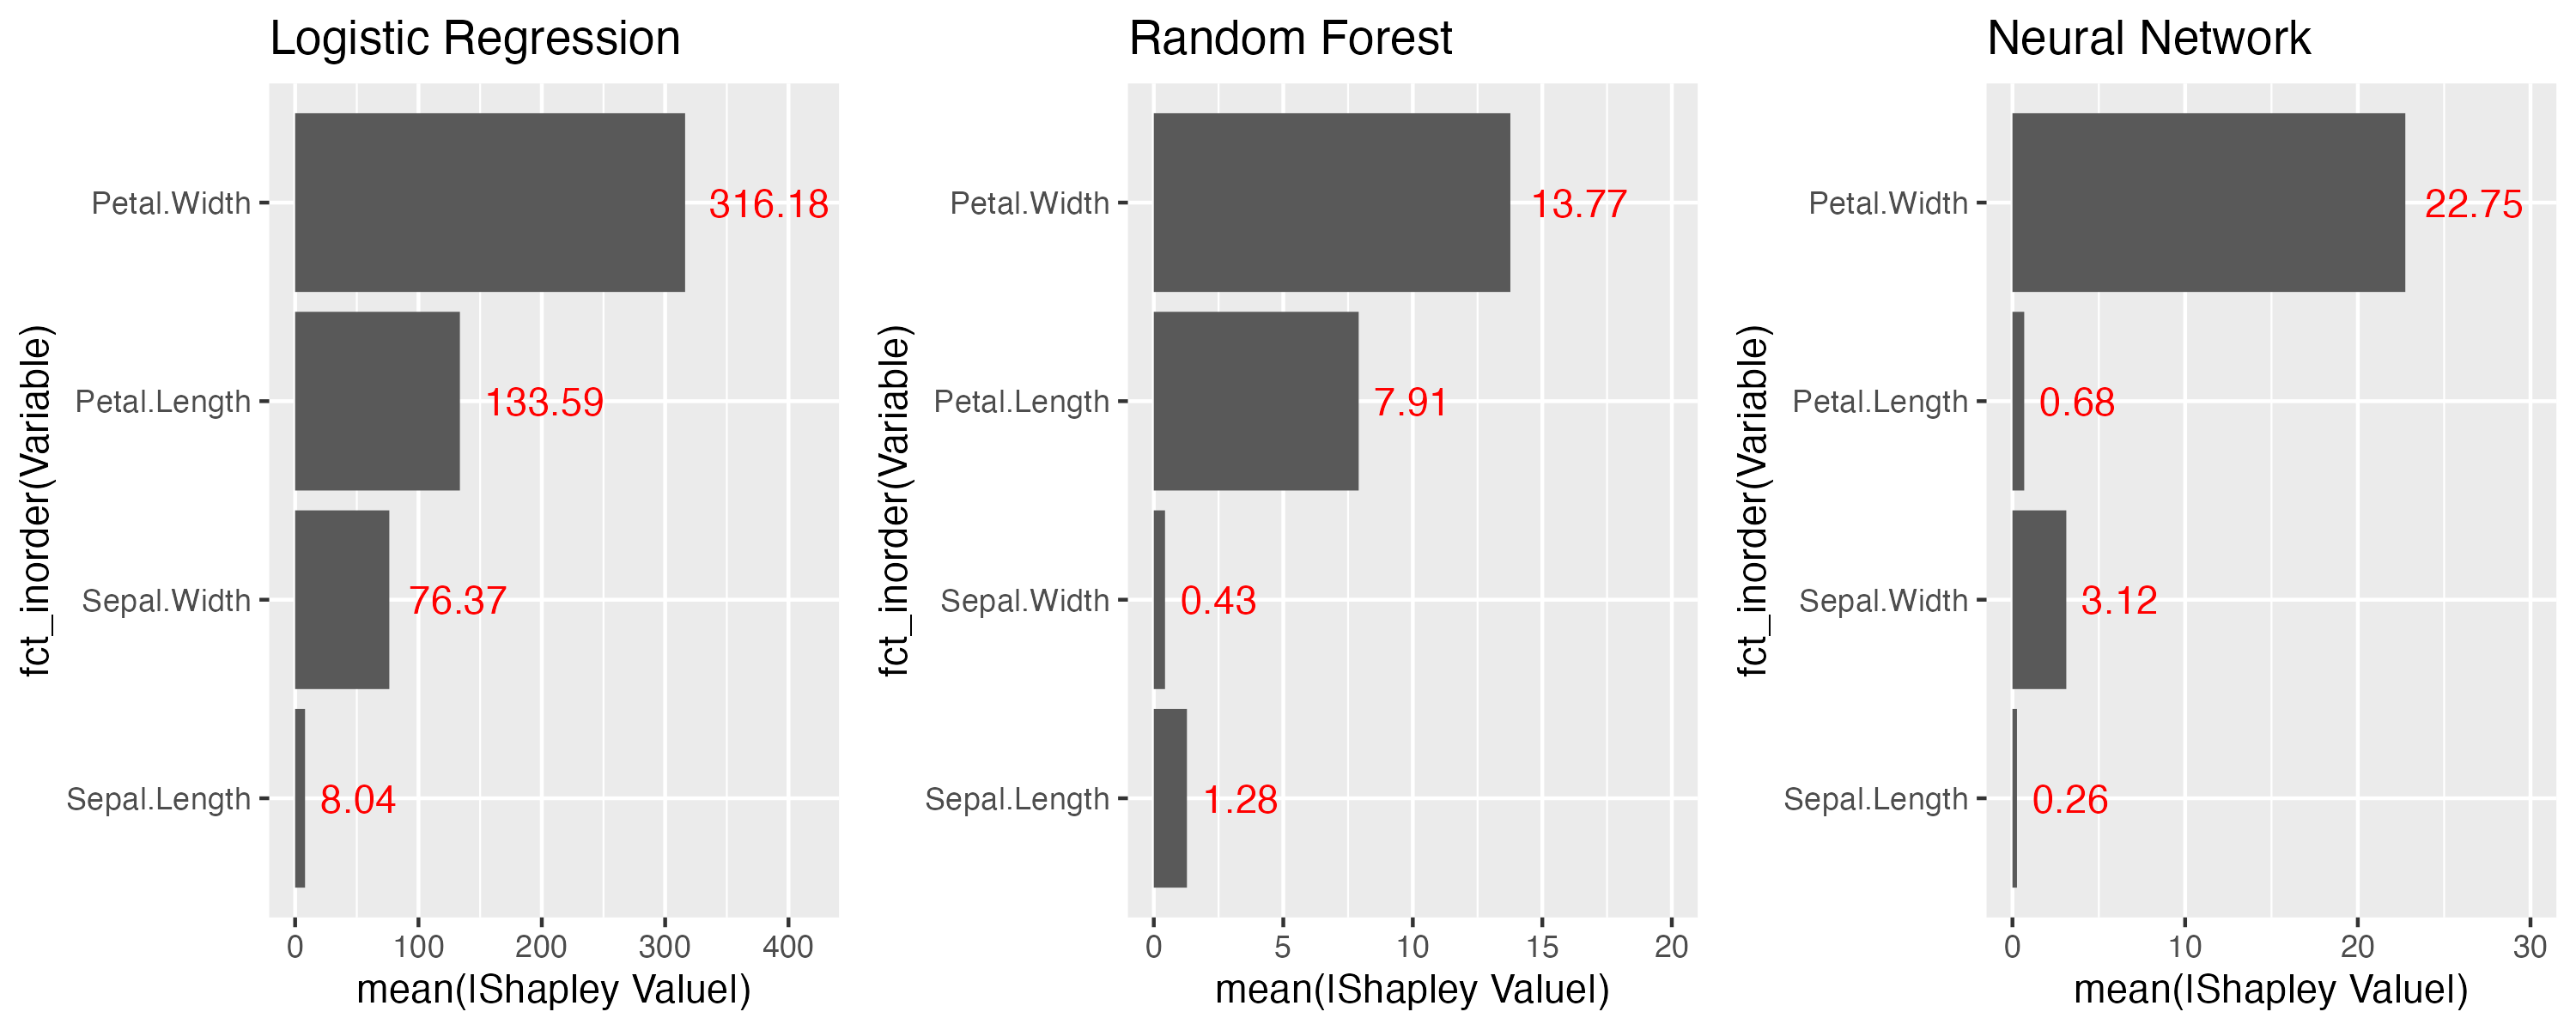 Logistic Regression
fct_inorder(Variable)
Petal.Width
316.18
Petal.Length
133.59
Sepal.Width
76.37
Sepal.Length
8.04
0 100 200 300 400
mean(|Shapley Value|)
Random Forest
fct_inorder(Variable)
Petal.Width
13.77
Petal.Length
7.91
Sepal.Width
0.43
Sepal.Length
1.28
0 5 10 15 20
mean(|Shapley Value|)
Neural Network
fct_inorder(Variable)
Petal.Width
22.75
Petal.Length
0.68
Sepal.Width
3.12
Sepal.Length
0.26
0 10 20 30
mean(|Shapley Value|)